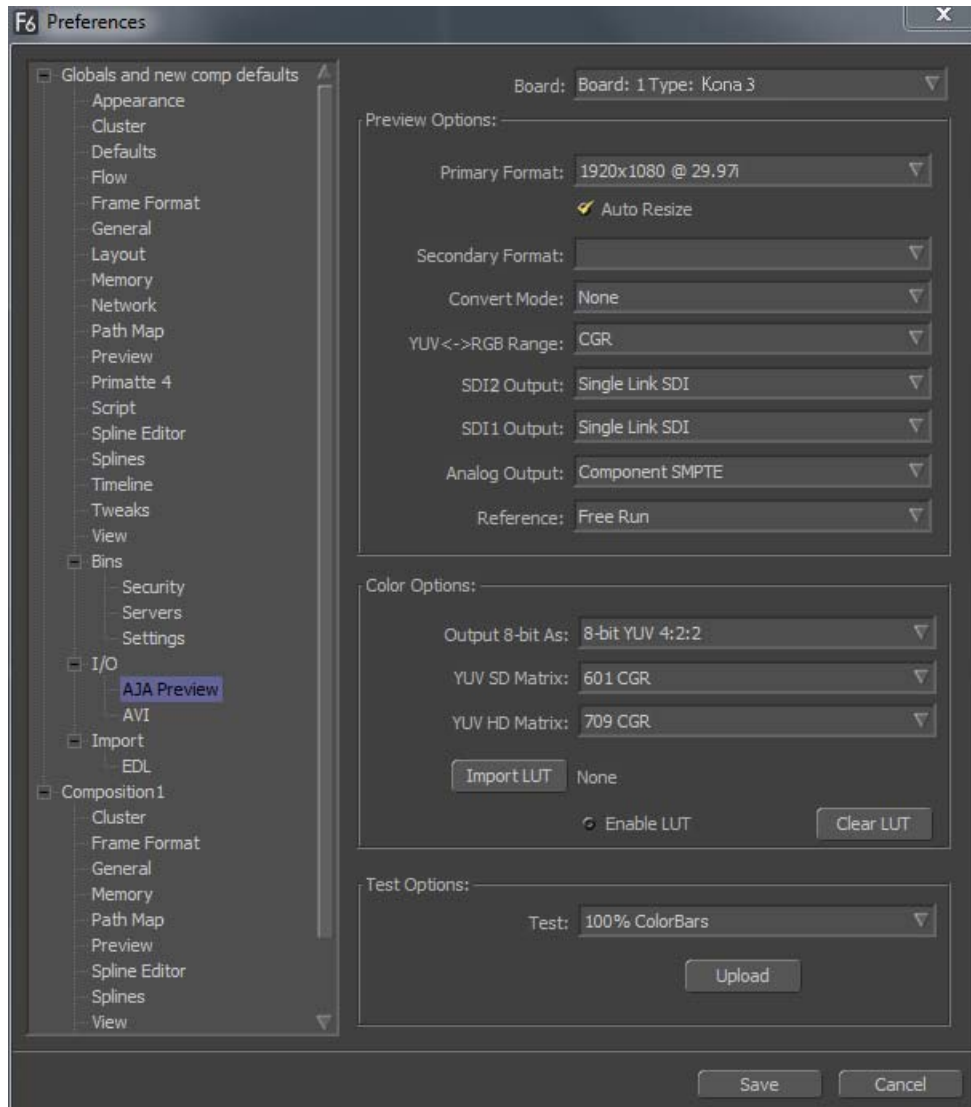 F6 Preferences
X
Globals and new comp defaults
Appearance
Cluster
Defaults
Flow
Frame Format
General
Layout
Memory
Network
Path Map
Preview
Primatte 4
Script
Spline Editor
Splines
Timeline
Tweaks
View
Bins
Security
Servers
Settings
I/O
AJA Preview
AVI
Import
EDL
Composition1
Cluster
Frame Format
General
Memory
Path Map
Preview
Spline Editor
Splines
View
Board: Board: 1 Type: Kona 3
Preview Options:
Primary Format: 1920x1080 @ 29.97i
Auto Resize
Secondary Format:
Convert Mode: None
YUV<->RGB Range: CGR
SDI2 Output: Single Link SDI
SDI1 Output: Single Link SDI
Analog Output: Component SMPTE
Reference: Free Run
Color Options:
Output 8-bit As: 8-bit YUV 4:2:2
YUV SD Matrix: 601 CGR
YUV HD Matrix: 709 CGR
Import LUT None
Enable LUT Clear LUT
Test Options:
Test: 100% ColorBars
Upload
Save Cancel